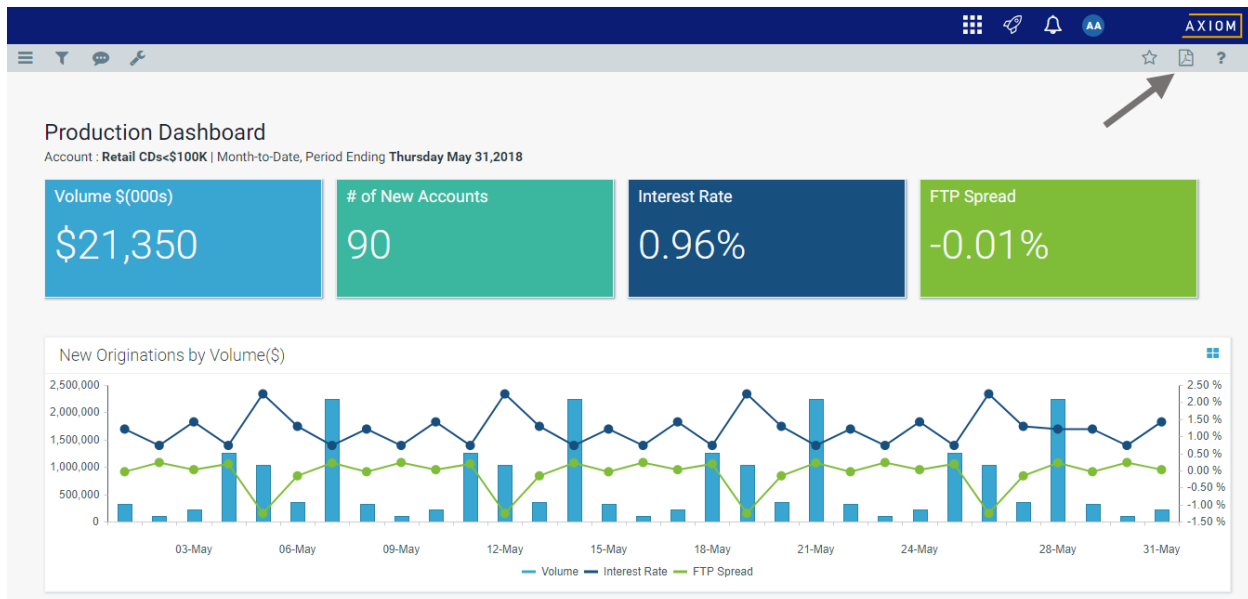 AA
AXIOM
?
Production Dashboard
Account : Retail CDs<$100K | Month-to-Date, Period Ending Thursday May 31,2018
Volume $(000s)
$21,350
# of New Accounts
90
Interest Rate
0.96%
FTP Spread
-0.01%
New Originations by Volume($)
2,500,000
2,000,000
1,500,000
1,000,000
500,000
0
2.50 %
2.00 %
1.50 %
1.00 %
0.50 %
0.00 %
-0.50 %
-1.00 %
-1.50 %
03-May 06-May 09-May 12-May 15-May 18-May 21-May 24-May 28-May 31-May
Volume Interest Rate FTP Spread